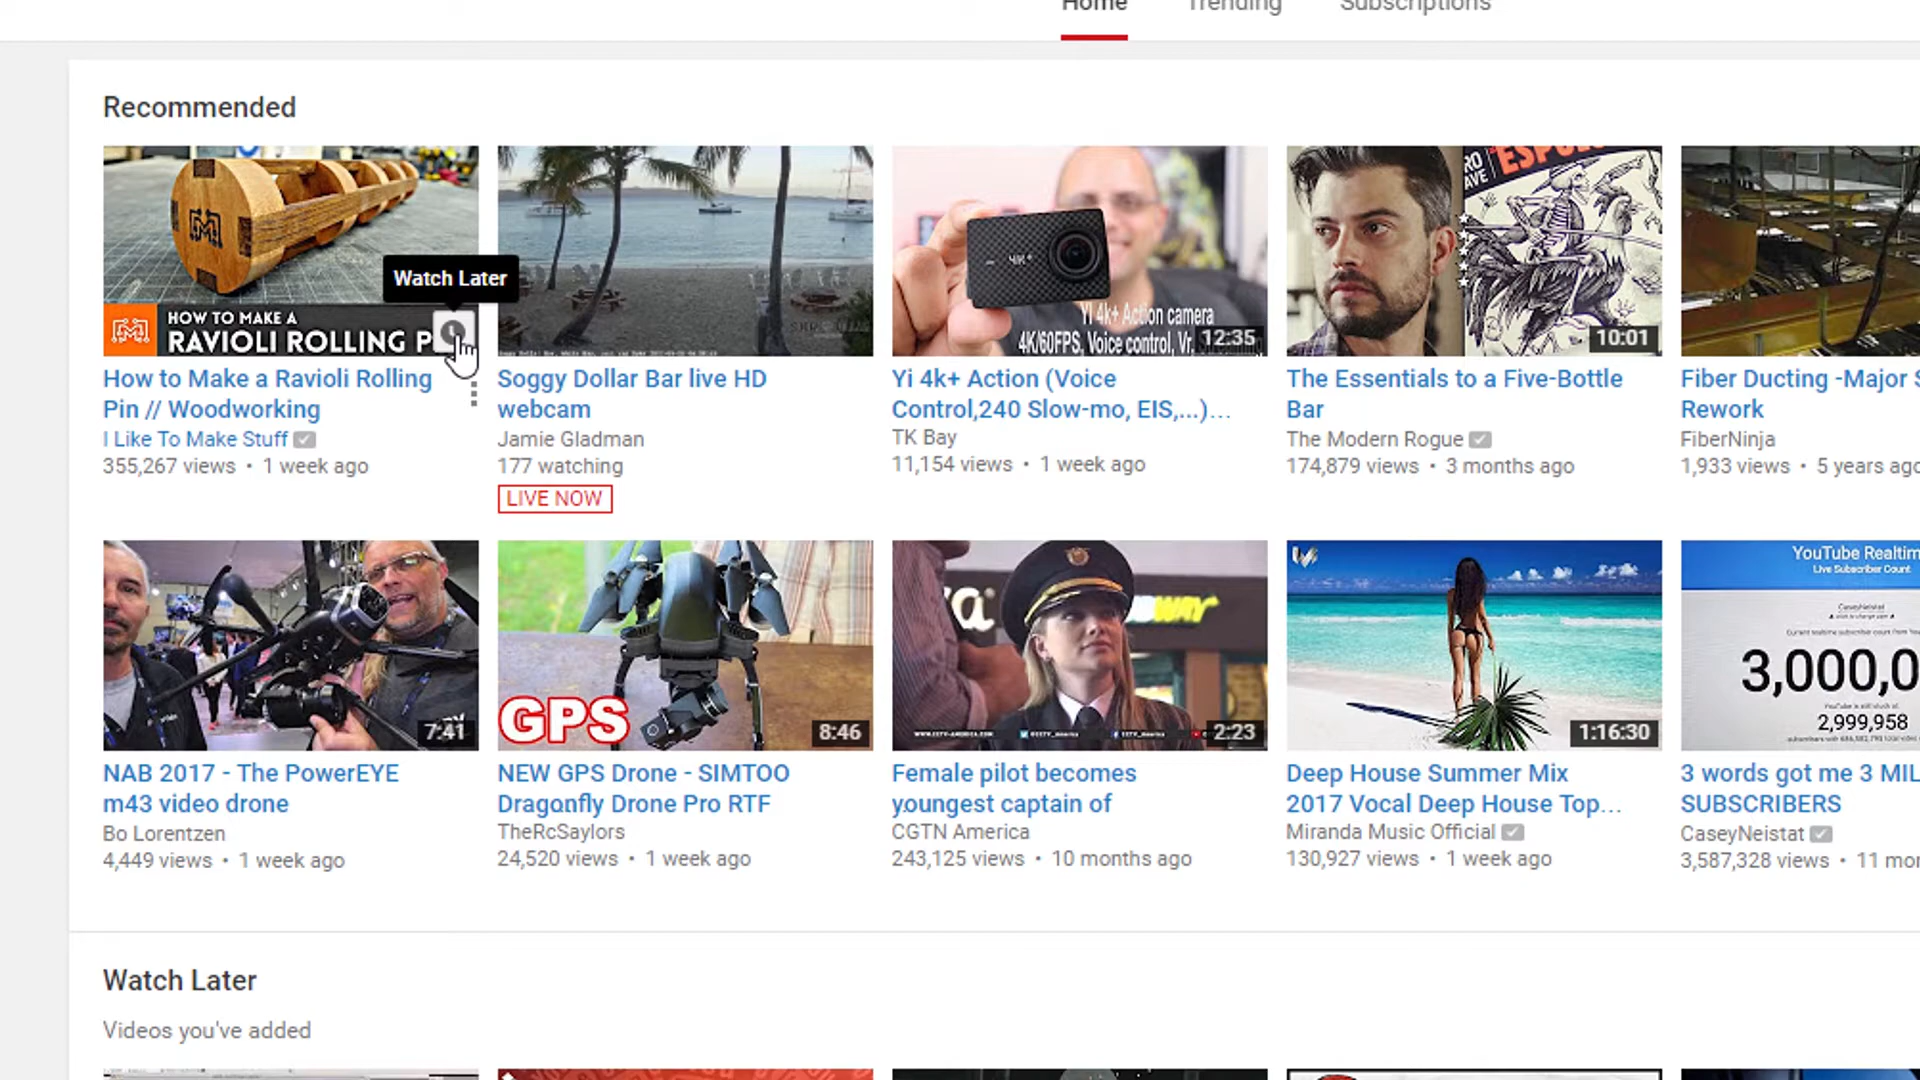 Home Trending Subscriptions
Recommended
Watch Later
HOW TO MAKE A
RAVIOLI ROLLING P
How to Make a Ravioli Rolling
Pin // Woodworking
I Like To Make Stuff
355,267 views • 1 week ago
Soggy Dollar Bar live HD
webcam
Jamie Gladman
177 watching
LIVE NOW
4K+
Yi 4k+ Action camera
4K/60FPS, Voice control, Vr,
12:35
Yi 4k+ Action (Voice
Control,240 Slow-mo, EIS,...)...
TK Bay
11,154 views • 1 week ago
10:01
The Essentials to a Five-Bottle
Bar
The Modern Rogue
174,879 views • 3 months ago
Fiber Ducting -Major S
Rework
FiberNinja
1,933 views • 5 years ago
7:41
NAB 2017 - The PowerEYE
m43 video drone
Bo Lorentzen
4,449 views • 1 week ago
GPS
8:46
NEW GPS Drone - SIMTOO
Dragonfly Drone Pro RTF
TheRcSaylors
24,520 views • 1 week ago
WWW.CCTV-AMERICA.COM
2:23
Female pilot becomes
youngest captain of
CGTN America
243,125 views • 10 months ago
1:16:30
Deep House Summer Mix
2017 Vocal Deep House Top...
Miranda Music Official
130,927 views • 1 week ago
YouTube Realtim
Live Subscriber Count
CaseyNeistat
3,000,0
2,999,958
3 words got me 3 MIL
SUBSCRIBERS
CaseyNeistat
3,587,328 views • 11 mon
Watch Later
Videos you've added